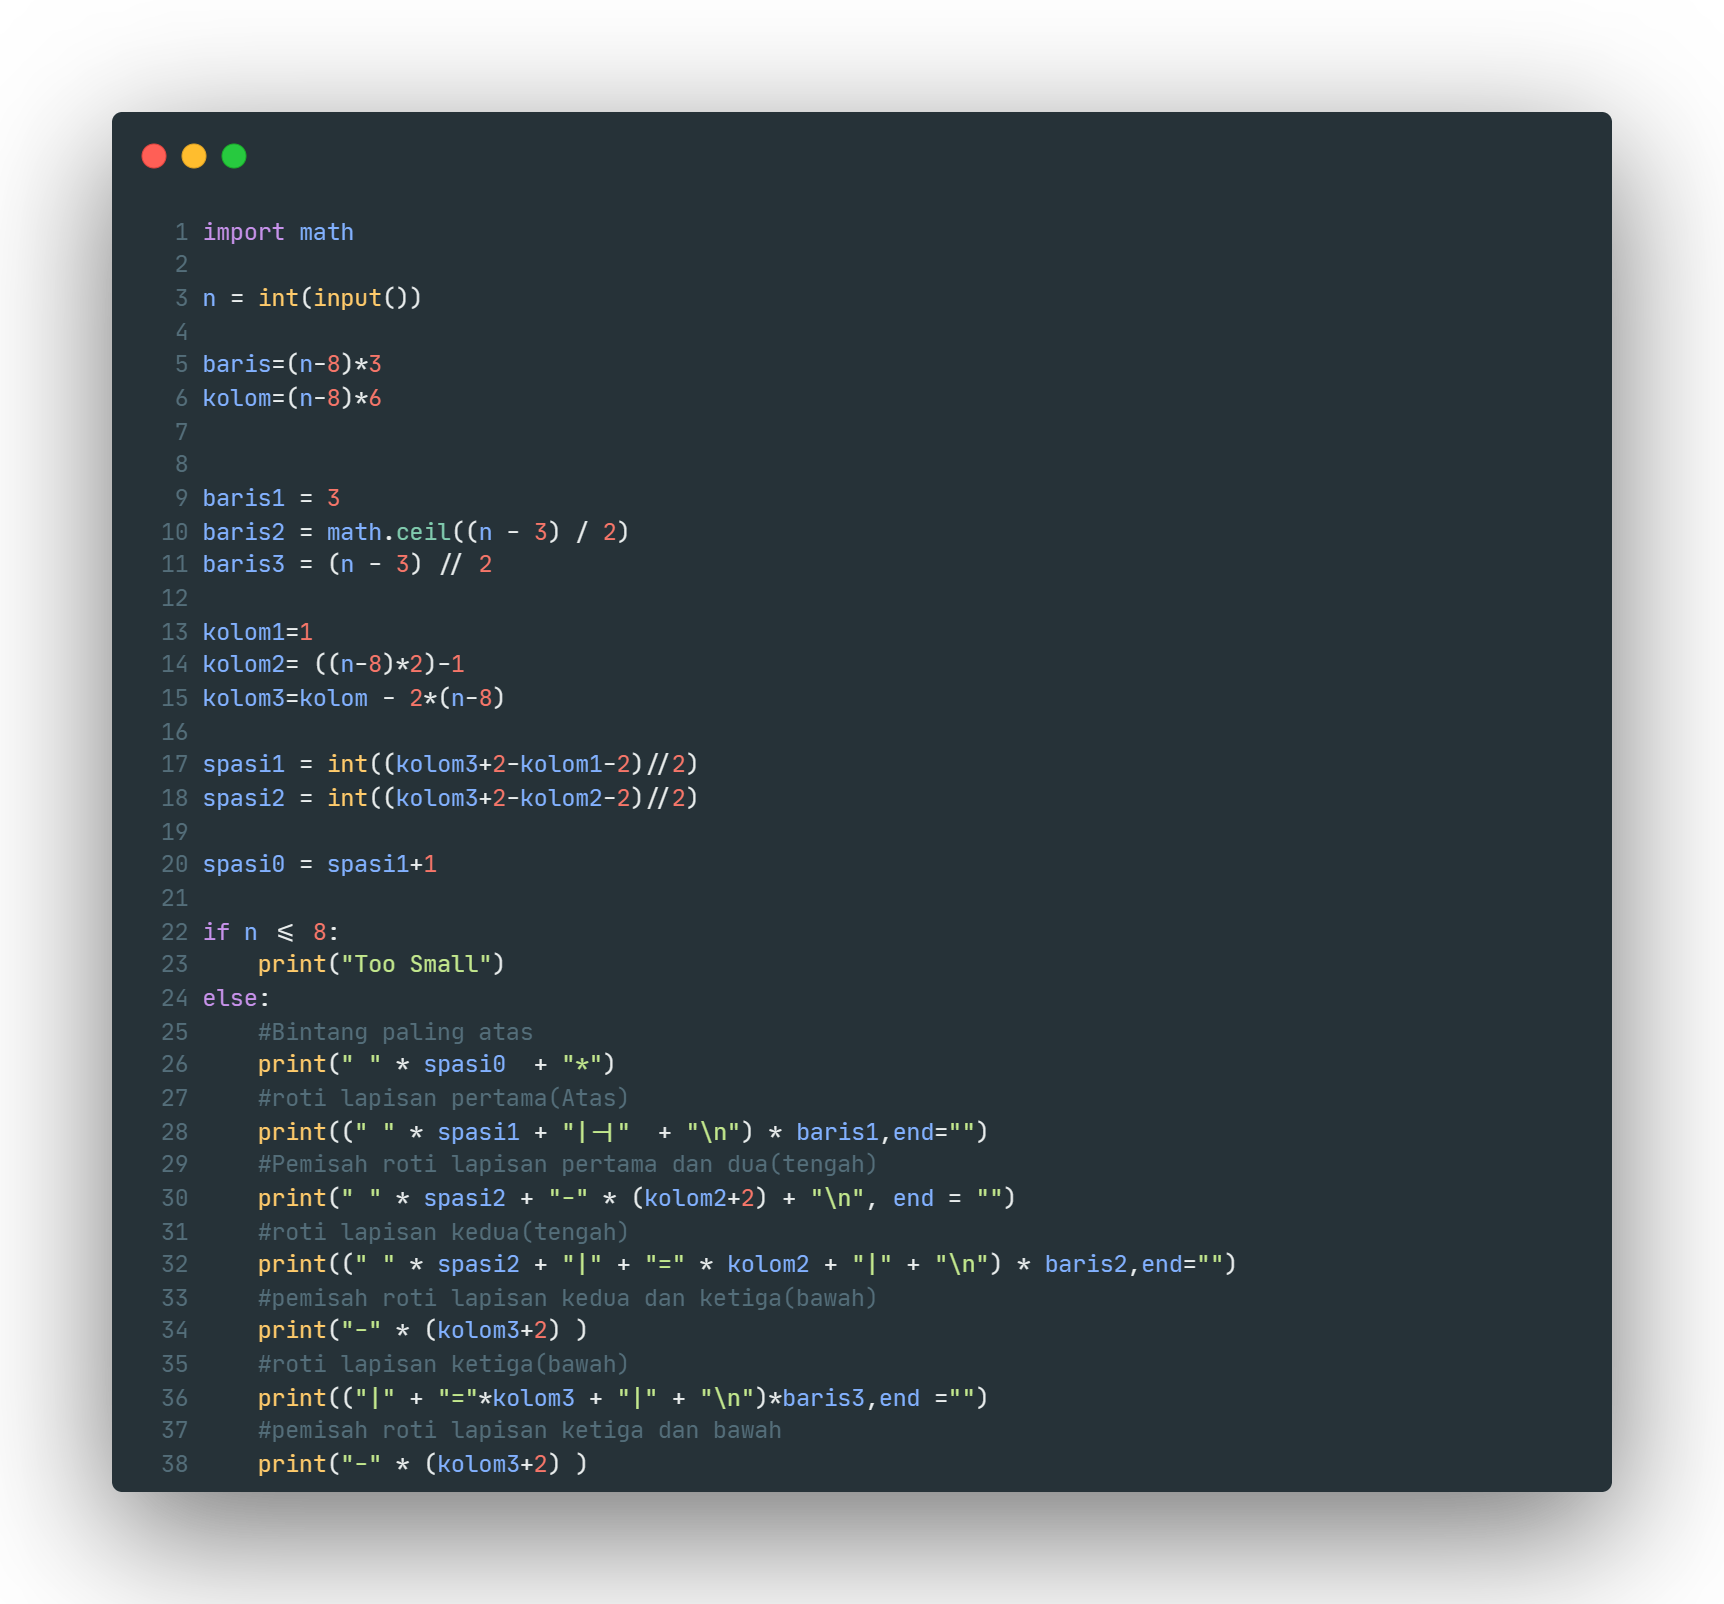 1 import math
2
3 n = int(input())
4
5 baris=(n-8)*3
6 kolom=(n-8)*6
7
8
9 baris1 = 3
10 baris2 = math.ceil((n - 3) / 2)
11 baris3 = (n - 3) // 2
12
13 kolom1=1
14 kolom2= ((n-8)*2)-1
15 kolom3=kolom - 2*(n-8)
16
17 spasi1 = int((kolom3+2-kolom1-2)//2)
18 spasi2 = int((kolom3+2-kolom2-2)//2)
19
20 spasi0 = spasi1+1
21
22 if n <= 8:
23     print("Too Small")
24 else:
25     #Bintang paling atas
26     print(" " * spasi0  + "*")
27     #roti lapisan pertama(Atas)
28     print((" " * spasi1 + "|-|"  + "\n") * baris1,end="")
29     #Pemisah roti lapisan pertama dan dua(tengah)
30     print(" " * spasi2 + "-" * (kolom2+2) + "\n", end = "")
31     #roti lapisan kedua(tengah)
32     print((" " * spasi2 + "|" + "=" * kolom2 + "|" + "\n") * baris2,end="")
33     #pemisah roti lapisan kedua dan ketiga(bawah)
34     print("-" * (kolom3+2) )
35     #roti lapisan ketiga(bawah)
36     print(("|" + "="*kolom3 + "|" + "\n")*baris3,end ="")
37     #pemisah roti lapisan ketiga dan bawah
38     print("-" * (kolom3+2) )